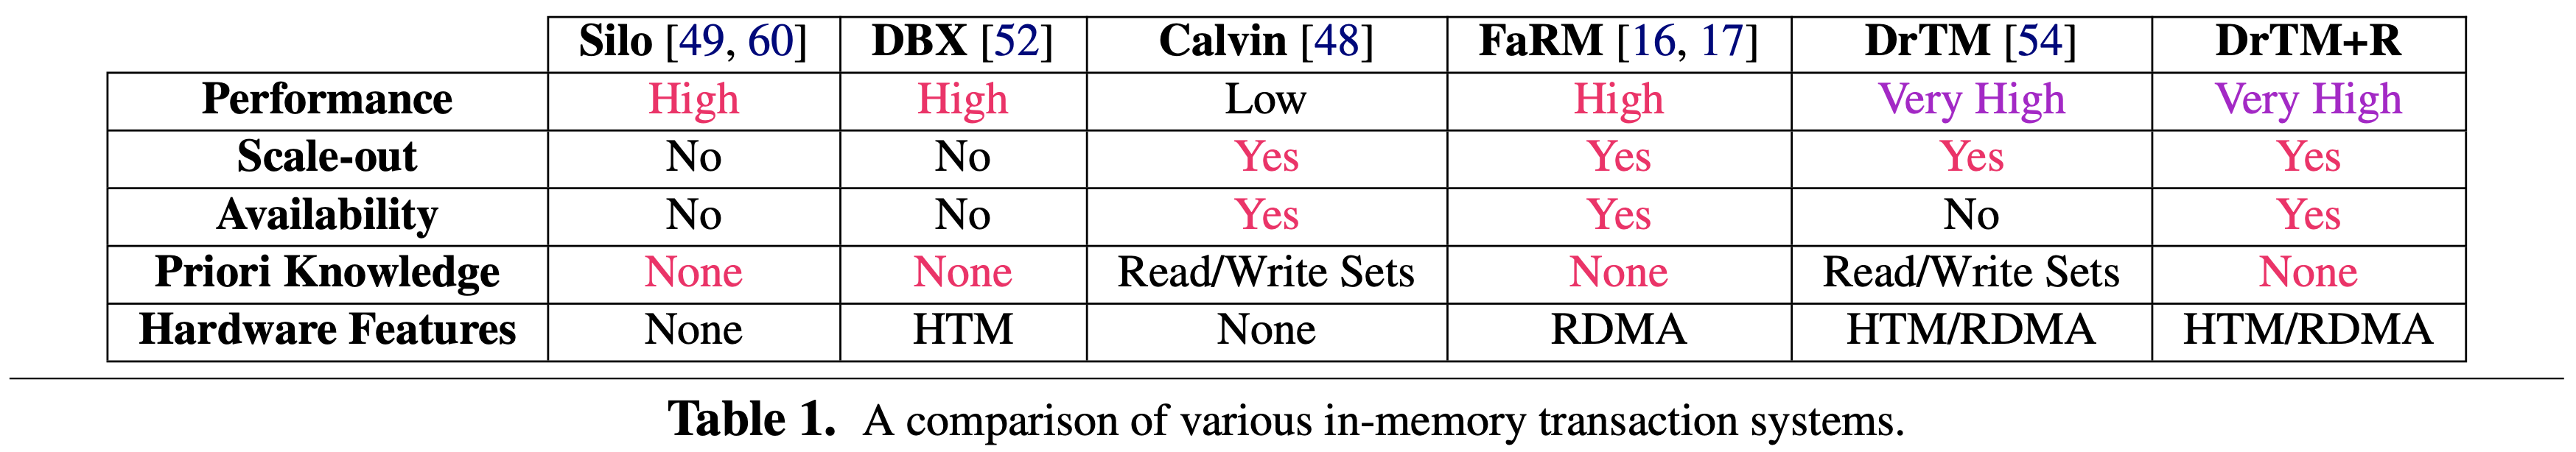 Silo [49, 60] DBX [52] Calvin [48] FaRM [16, 17] DrTM [54] DrTM+R
Performance High High Low High Very High Very High
Scale-out No No Yes Yes Yes Yes
Availability No No Yes Yes No Yes
Priori Knowledge None None Read/Write Sets None Read/Write Sets None
Hardware Features None HTM None RDMA HTM/RDMA HTM/RDMA
Table 1. A comparison of various in-memory transaction systems.